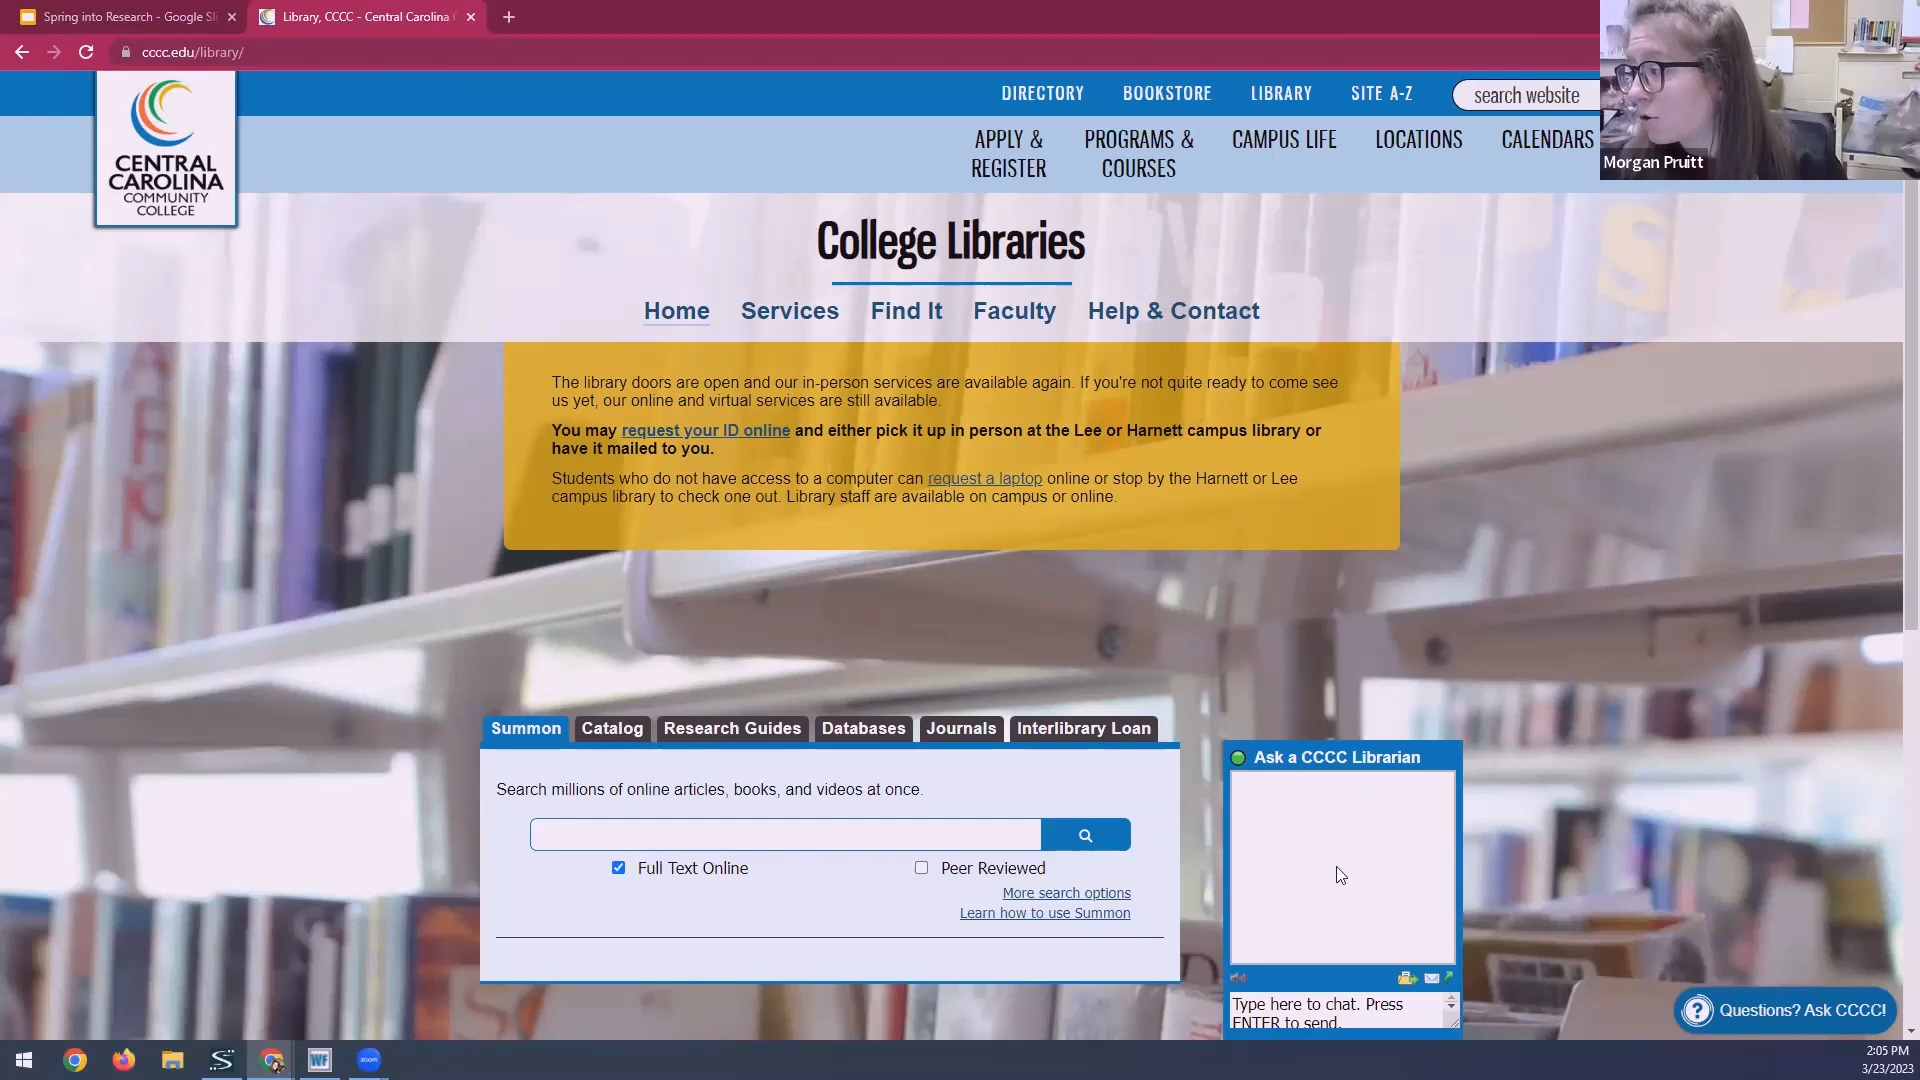 Spring into Research - Google Sli
Library, CCCC - Central Carolina C
cccc.edu/library/
DIRECTORY
BOOKSTORE
LIBRARY
SITE A-Z
search website
CENTRAL
CAROLINA
COMMUNITY
COLLEGE
APPLY &
REGISTER
PROGRAMS &
COURSES
CAMPUS LIFE
LOCATIONS
CALENDARS
Morgan Pruitt
College Libraries
Home
Services
Find It
Faculty
Help & Contact
The library doors are open and our in-person services are available again. If you're not quite ready to come see
us yet, our online and virtual services are still available.
You may request your ID online and either pick it up in person at the Lee or Harnett campus library or
have it mailed to you.
Students who do not have access to a computer can request a laptop online or stop by the Harnett or Lee
campus library to check one out. Library staff are available on campus or online.
Summon
Catalog
Research Guides
Databases
Journals
Interlibrary Loan
Search millions of online articles, books, and videos at once.
Full Text Online
Peer Reviewed
More search options
Learn how to use Summon
Ask a CCCC Librarian
Type here to chat. Press
ENTER to send.
Questions? Ask CCCC!
WF
zoom
2:05 PM
3/23/2023